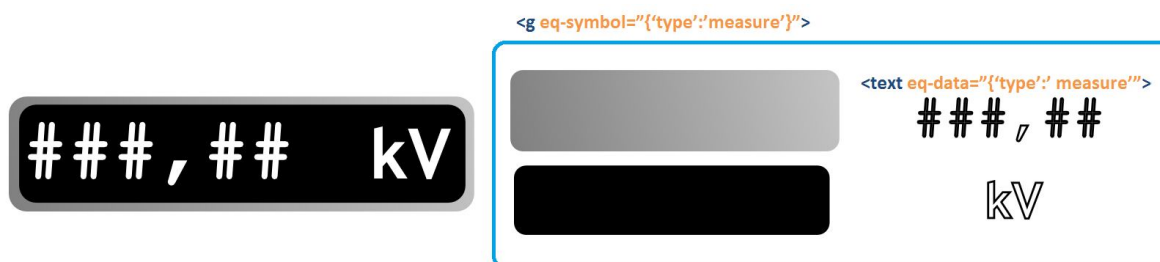 <g eq-symbol=”{‘type’:’measure’}”>
###,## kV
<text eq-data=”{‘type’:’ measure’”>
###,##
kV